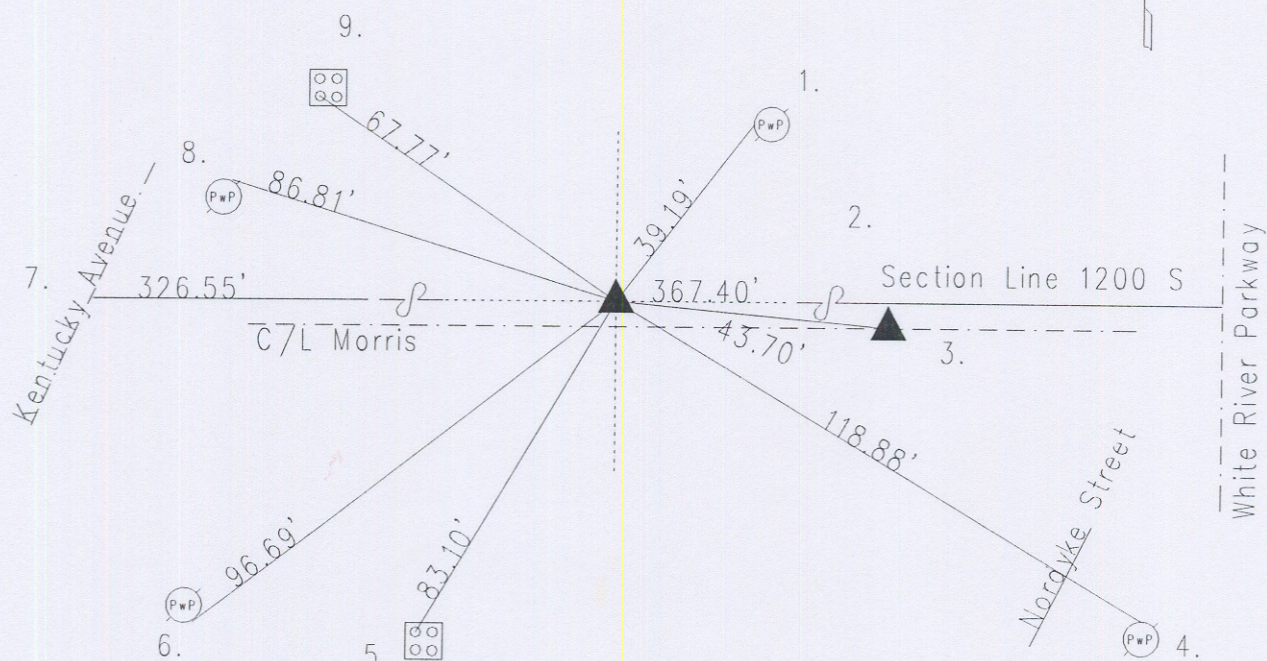 9.
1.
PwP
67.77'
8.
PwP
86.81'
39.19'
2.
Kentucky Avenue
7.
326.55'
367.40'
Section Line 1200 S
White River Parkway
C/L Morris
43.70'
3.
118.88'
Nordyke Street
96.69'
83.10'
PwP
6.
5
PwP
4.